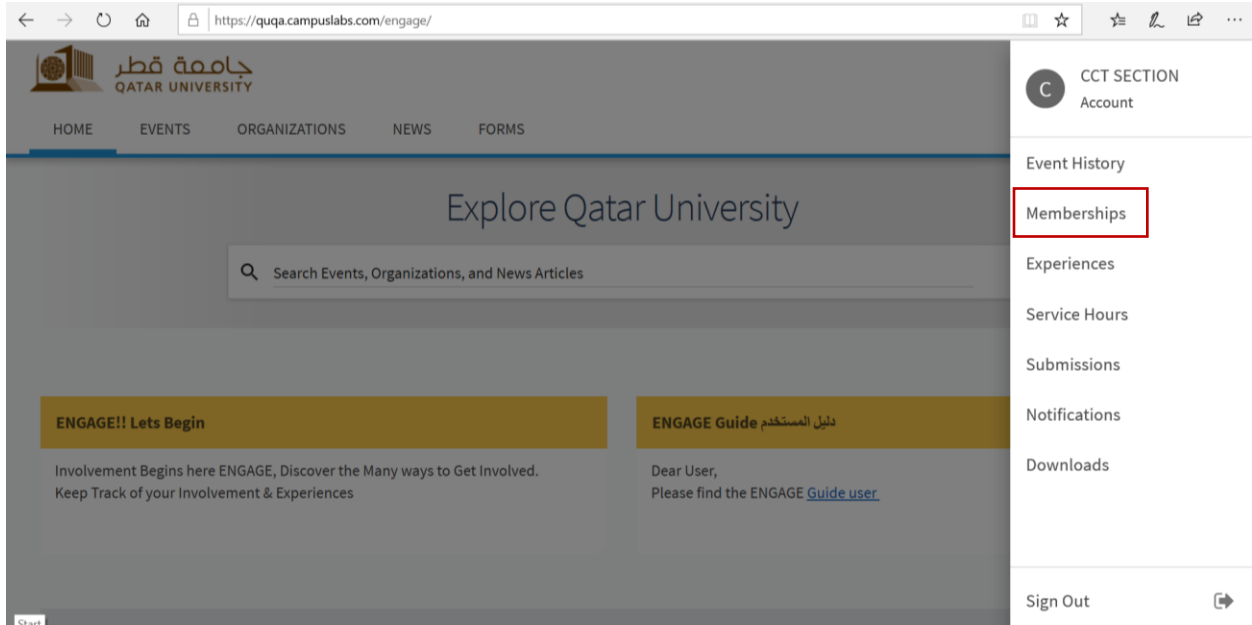 https://quqa.campuslabs.com/engage/
جامعة قطر
QATAR UNIVERSITY
HOME EVENTS ORGANIZATIONS NEWS FORMS
Explore Qatar University
Search Events, Organizations, and News Articles
ENGAGE!! Lets Begin
Involvement Begins here ENGAGE, Discover the Many ways to Get Involved.
Keep Track of your Involvement & Experiences
ENGAGE Guide دليل المستخدم
Dear User,
Please find the ENGAGE Guide user
C
CCT SECTION
Account
Event History
Memberships
Experiences
Service Hours
Submissions
Notifications
Downloads
Sign Out
Start